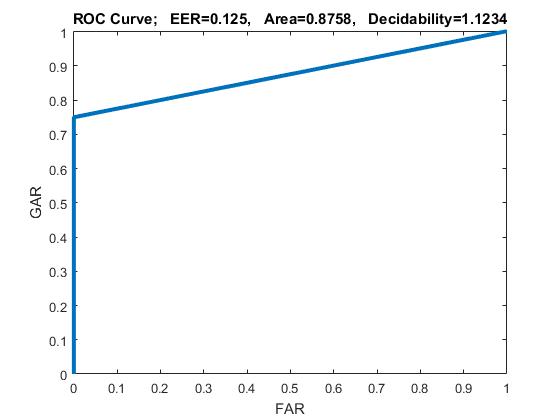 ROC Curve;   EER=0.125,   Area=0.8758,   Decidability=1.1234
1
0.9
0.8
0.7
0.6
0.5
0.4
0.3
0.2
0.1
0
GAR
0 0.1 0.2 0.3 0.4 0.5 0.6 0.7 0.8 0.9 1
FAR